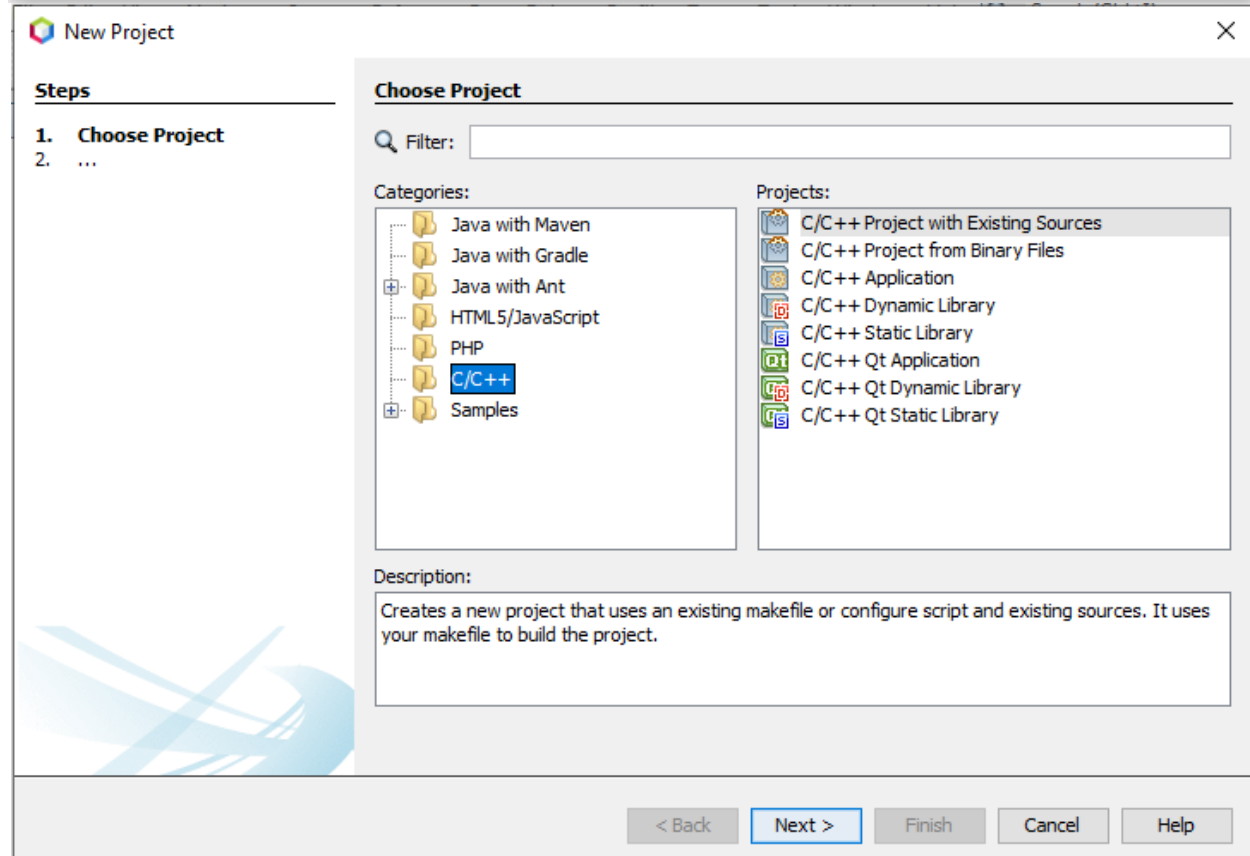 New Project
Steps
1. Choose Project
2. ...
Choose Project
Filter:
Categories:
Java with Maven
Java with Gradle
Java with Ant
HTML5/JavaScript
PHP
C/C++
Samples
Projects:
C/C++ Project with Existing Sources
C/C++ Project from Binary Files
C/C++ Application
C/C++ Dynamic Library
C/C++ Static Library
C/C++ Qt Application
C/C++ Qt Dynamic Library
C/C++ Qt Static Library
Description:
Creates a new project that uses an existing makefile or configure script and existing sources. It uses
your makefile to build the project.
< Back
Next >
Finish
Cancel
Help